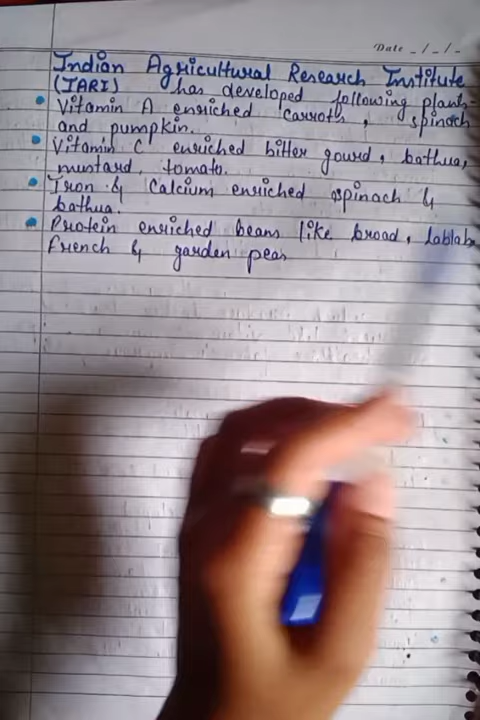 Date _ / _ / _
Indian Agricultural Research Institute
(IARI) has developed following plants-
Vitamin A enriched carrots, spinach
and pumpkin.
Vitamin C enriched bitter gourd, bathua,
mustard, tomato.
Iron & Calcium enriched spinach &
bathua.
Protein enriched beans like broad, lablab,
french & garden peas